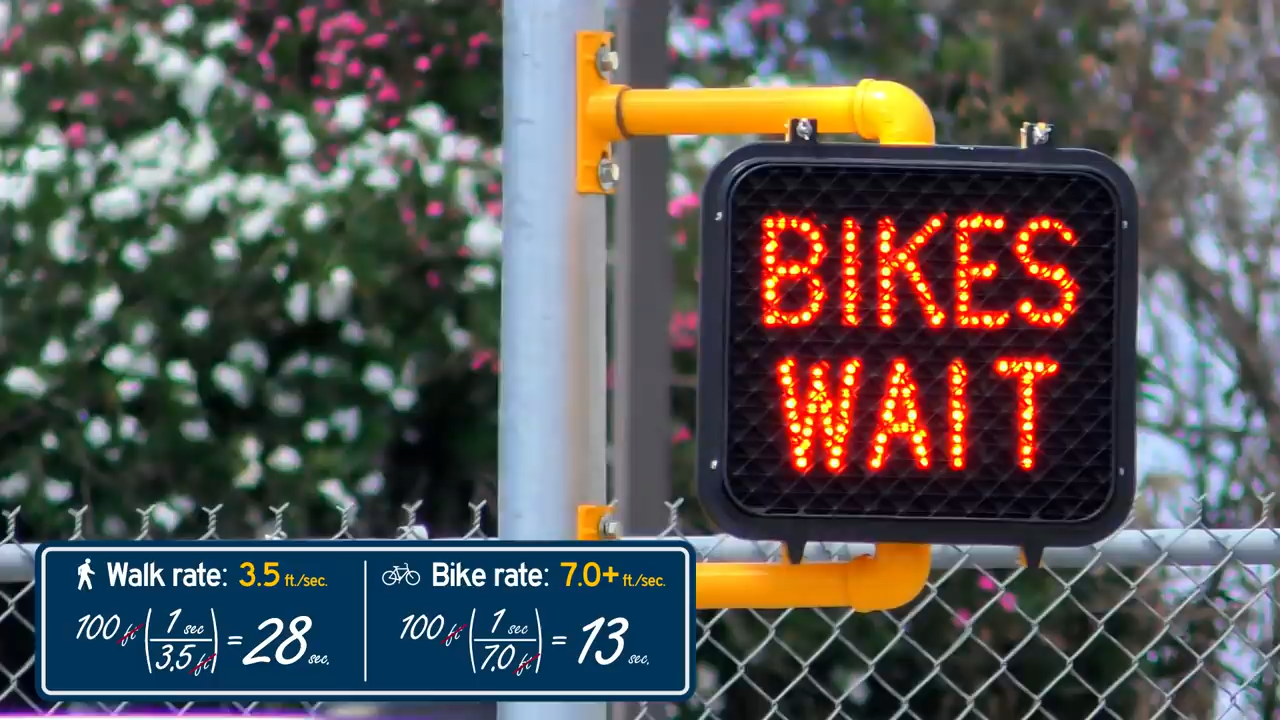 BIKES
WAIT
Walk rate: 3.5 ft./sec.
100 ft (1 sec / 3.5 ft) = 28 sec.
Bike rate: 7.0+ ft./sec.
100 ft (1 sec / 7.0 ft) = 13 sec.